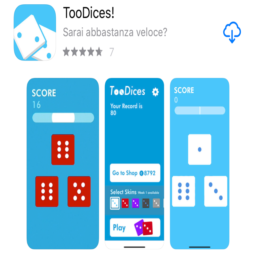 TooDices!
Sarai abbastanza veloce?
7
SCORE
16
TooDices
Your Record is
80
Go to Shop 8792
Select Skins
Play
SCORE
0